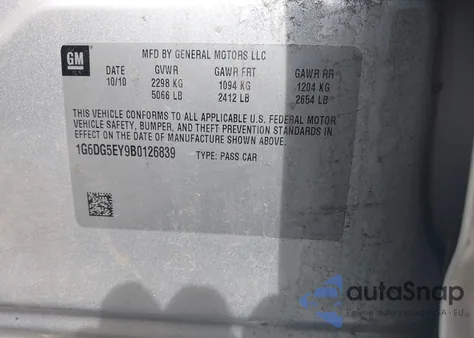 GM
MFD BY GENERAL MOTORS LLC
DATE GVWR GAWR FRT GAWR RR
10/10 2298 KG 1094 KG 1204 KG
5066 LB 2412 LB 2654 LB
THIS VEHICLE CONFORMS TO ALL APPLICABLE U.S. FEDERAL MOTOR
VEHICLE SAFETY, BUMPER, AND THEFT PREVENTION STANDARDS IN
EFFECT ON THE DATE OF MANUFACTURE SHOWN ABOVE.
1G6DG5EY9B0126839 TYPE: PASS CAR
autoSnap